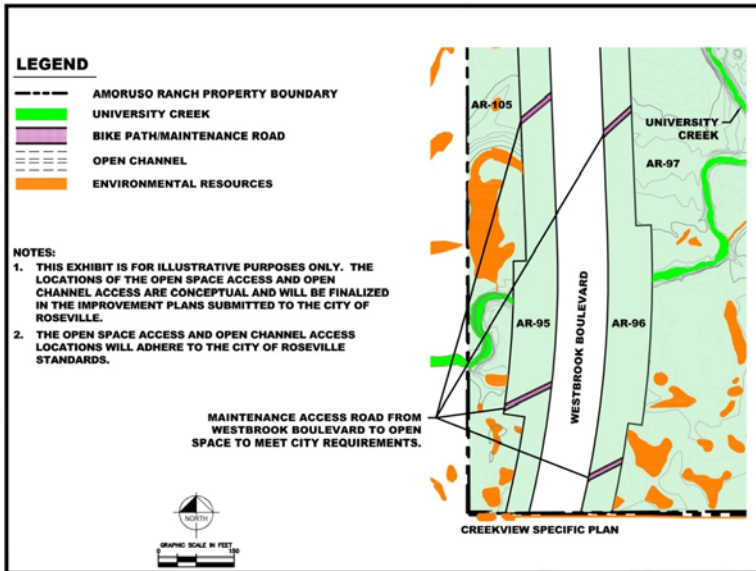 LEGEND
AMORUSO RANCH PROPERTY BOUNDARY
UNIVERSITY CREEK
BIKE PATH/MAINTENANCE ROAD
OPEN CHANNEL
ENVIRONMENTAL RESOURCES
NOTES:
1. THIS EXHIBIT IS FOR ILLUSTRATIVE PURPOSES ONLY. THE
LOCATIONS OF THE OPEN SPACE ACCESS AND OPEN
CHANNEL ACCESS ARE CONCEPTUAL AND WILL BE FINALIZED
IN THE IMPROVEMENT PLANS SUBMITTED TO THE CITY OF
ROSEVILLE.
2. THE OPEN SPACE ACCESS AND OPEN CHANNEL ACCESS
LOCATIONS WILL ADHERE TO THE CITY OF ROSEVILLE
STANDARDS.
AR-105
UNIVERSITY
CREEK
AR-97
AR-95
AR-96
WESTBROOK BOULEVARD
MAINTENANCE ACCESS ROAD FROM
WESTBROOK BOULEVARD TO OPEN
SPACE TO MEET CITY REQUIREMENTS.
CREEKVIEW SPECIFIC PLAN
NORTH
GRAPHIC SCALE IN FEET
0 150